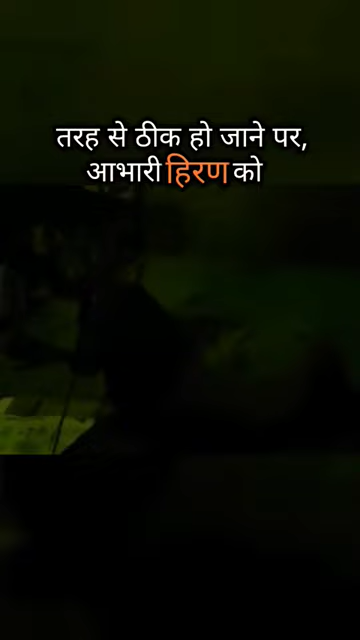 तरह से ठीक हो जाने पर,
आभारी हिरण को